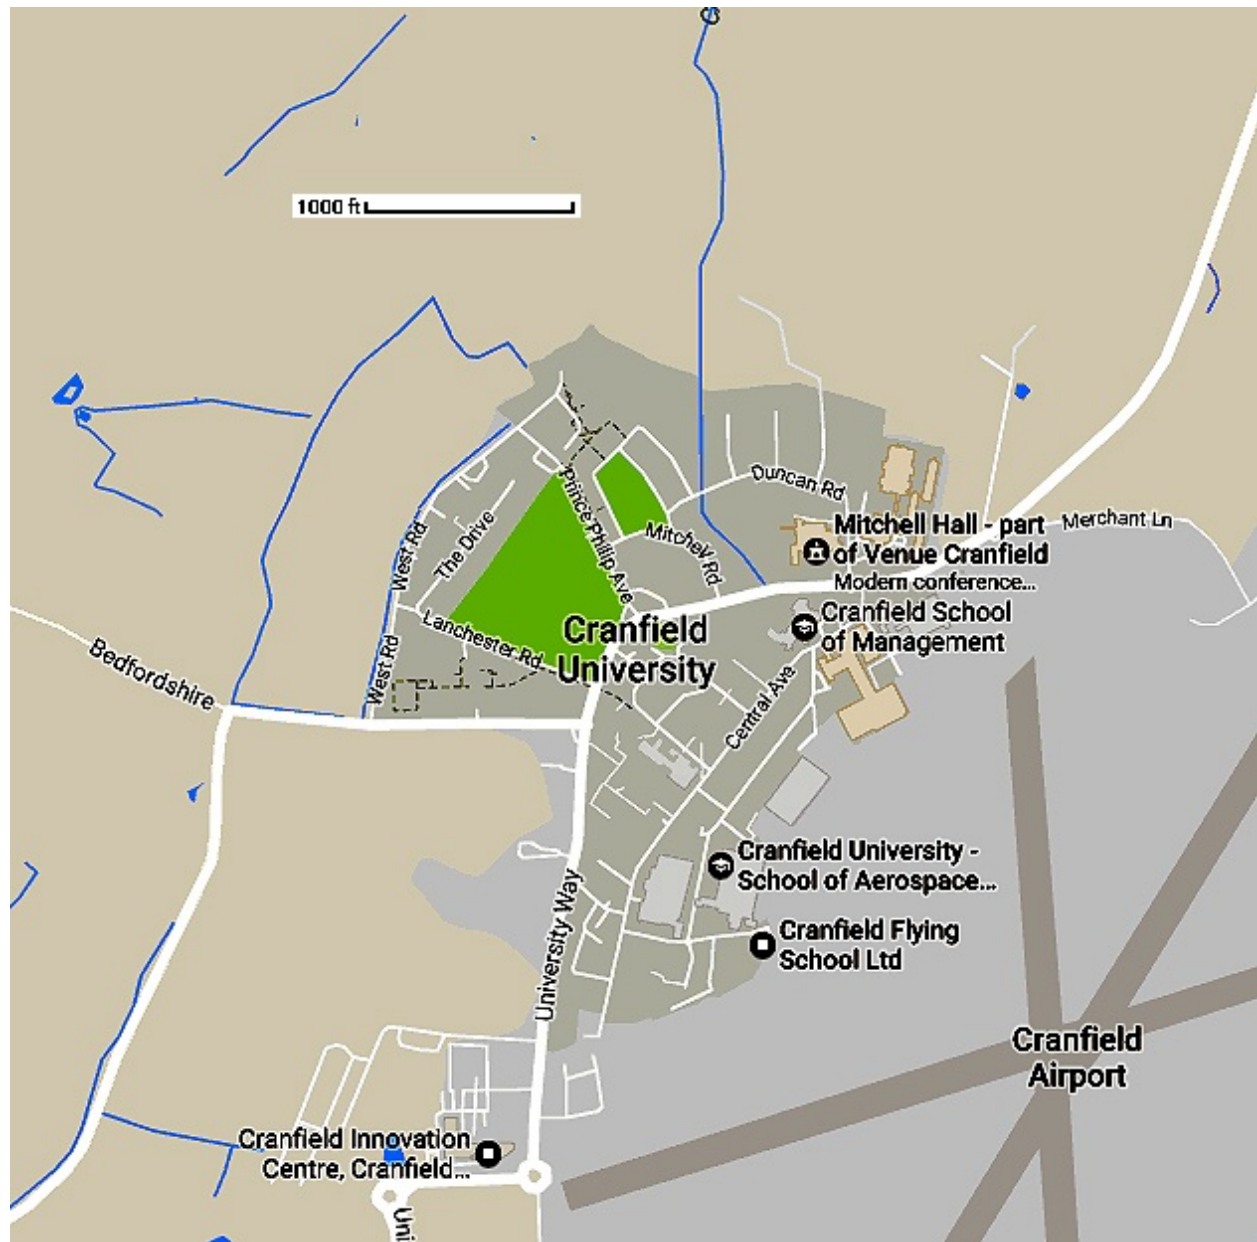 1000 ft
Prince Philip Ave
Duncan Rd
Mitchell Rd
West Rd
The Drive
Merchant Ln
Mitchell Hall - part
of Venue Cranfield
Modern conference...
Cranfield School
of Management
Lanchester Rd
Cranfield
University
Bedfordshire
West Rd
Central Ave
Cranfield University -
School of Aerospace...
University Way
Cranfield Flying
School Ltd
Cranfield
Airport
Cranfield Innovation
Centre, Cranfield...
Uni